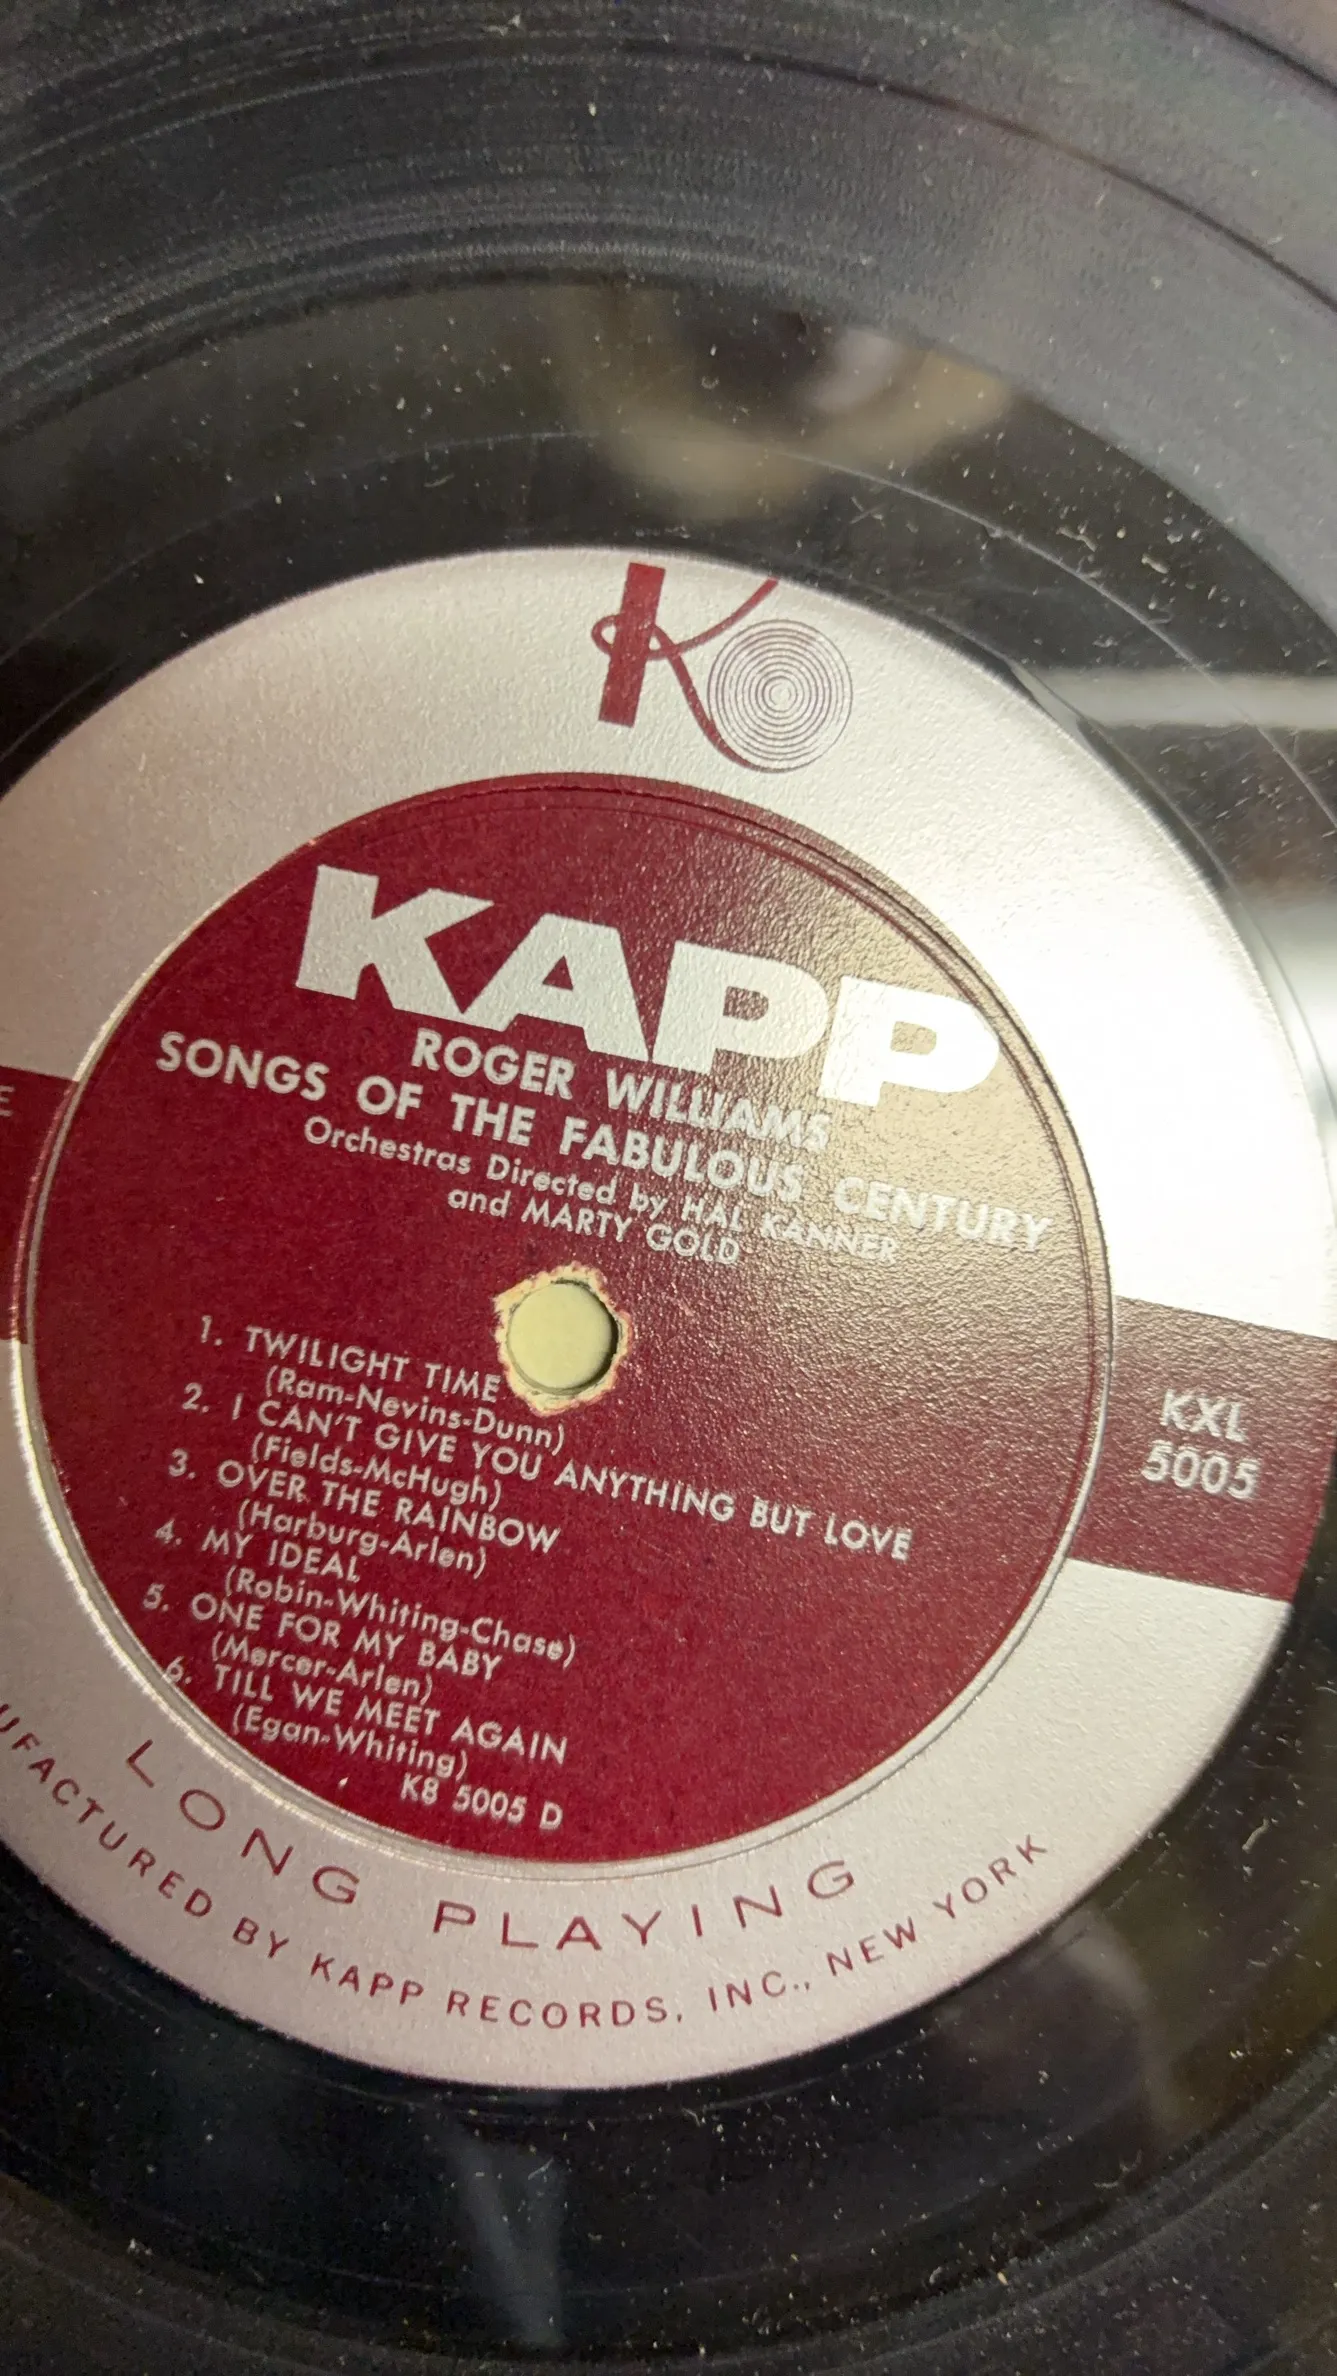 K
KAPP
ROGER WILLIAMS
SONGS OF THE FABULOUS CENTURY
Orchestras Directed by HAL KANNER
and MARTY GOLD
1. TWILIGHT TIME
(Ram-Nevins-Dunn)
2. I CAN'T GIVE YOU ANYTHING BUT LOVE
(Fields-McHugh)
3. OVER THE RAINBOW
(Harburg-Arlen)
4. MY IDEAL
(Robin-Whiting-Chase)
5. ONE FOR MY BABY
(Mercer-Arlen)
6. TILL WE MEET AGAIN
(Egan-Whiting)
K8 5005 D
KXL
5005
LONG PLAYING
UFACTURED BY KAPP RECORDS, INC., NEW YORK